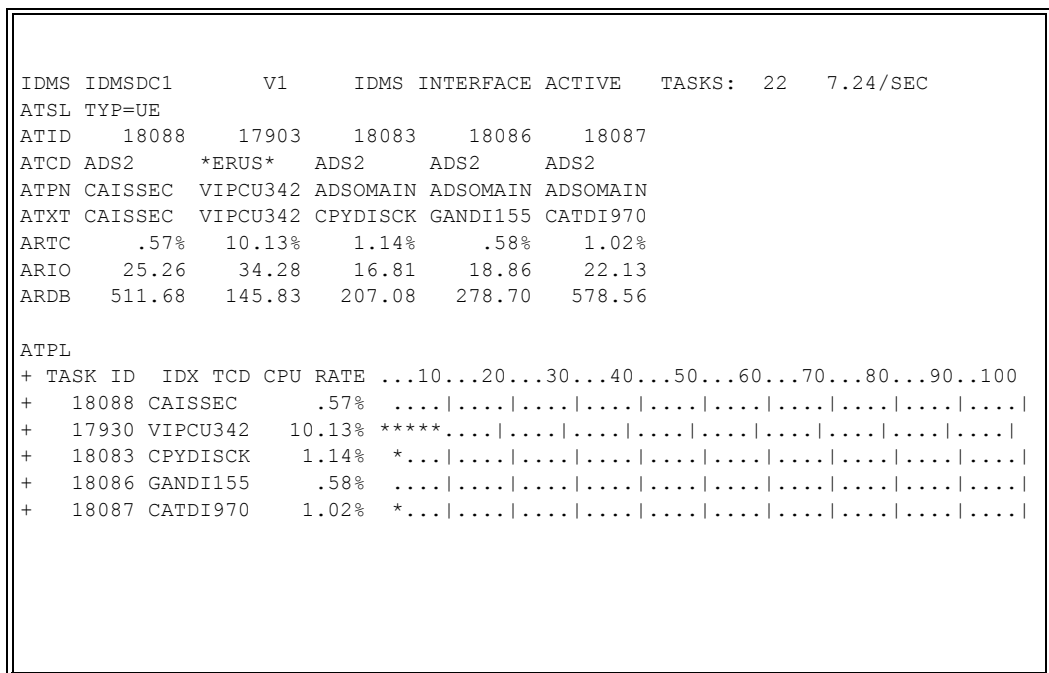 IDMS IDMSDC1       V1     IDMS INTERFACE ACTIVE   TASKS:  22   7.24/SEC
ATSL TYP=UE
ATID    18088    17903    18083    18086    18087
ATCD ADS2     *ERUS*   ADS2     ADS2     ADS2
ATPN CAISSEC  VIPCU342 ADSOMAIN ADSOMAIN ADSOMAIN
ATXT CAISSEC  VIPCU342 CPYDISCK GANDI155 CATDI970
ARTC     .57%   10.13%    1.14%     .58%    1.02%
ARIO    25.26    34.28    16.81    18.86    22.13
ARDB   511.68   145.83   207.08   278.70   578.56
ATPL
+ TASK ID  IDX TCD CPU RATE ...10...20...30...40...50...60...70...80...90..100
+   18088 CAISSEC      .57%  ....|....|....|....|....|....|....|....|....|....|
+   17930 VIPCU342   10.13% *****....|....|....|....|....|....|....|....|....|
+   18083 CPYDISCK    1.14%  *...|....|....|....|....|....|....|....|....|....|
+   18086 GANDI155     .58%  ....|....|....|....|....|....|....|....|....|....|
+   18087 CATDI970    1.02%  *...|....|....|....|....|....|....|....|....|....|